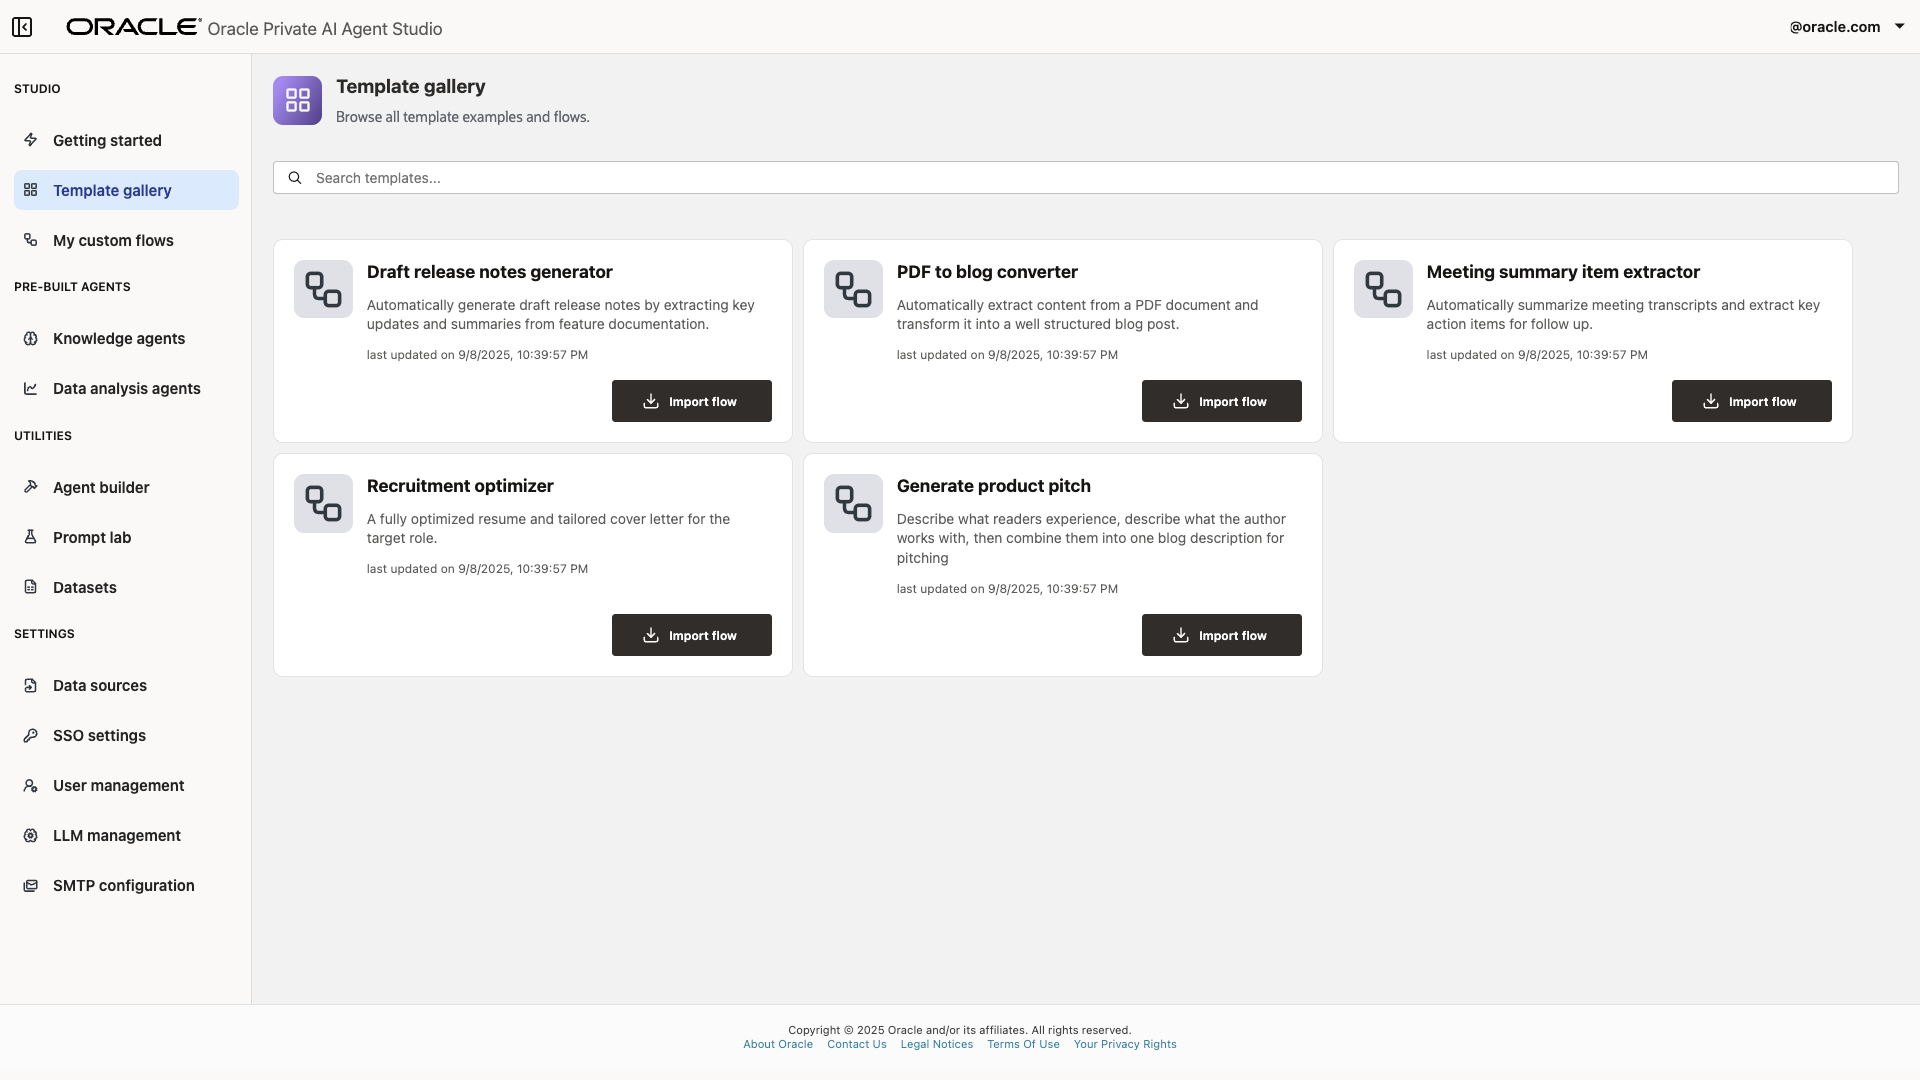 ORACLE Oracle Private AI Agent Studio
@oracle.com
STUDIO
Getting started
Template gallery
My custom flows
PRE-BUILT AGENTS
Knowledge agents
Data analysis agents
UTILITIES
Agent builder
Prompt lab
Datasets
SETTINGS
Data sources
SSO settings
User management
LLM management
SMTP configuration
Template gallery
Browse all template examples and flows.
Search templates...
Draft release notes generator
Automatically generate draft release notes by extracting key
updates and summaries from feature documentation.
last updated on 9/8/2025, 10:39:57 PM
Import flow
PDF to blog converter
Automatically extract content from a PDF document and
transform it into a well structured blog post.
last updated on 9/8/2025, 10:39:57 PM
Import flow
Meeting summary item extractor
Automatically summarize meeting transcripts and extract key
action items for follow up.
last updated on 9/8/2025, 10:39:57 PM
Import flow
Recruitment optimizer
A fully optimized resume and tailored cover letter for the
target role.
last updated on 9/8/2025, 10:39:57 PM
Import flow
Generate product pitch
Describe what readers experience, describe what the author
works with, then combine them into one blog description for
pitching
last updated on 9/8/2025, 10:39:57 PM
Import flow
Copyright © 2025 Oracle and/or its affiliates. All rights reserved.
About Oracle Contact Us Legal Notices Terms Of Use Your Privacy Rights